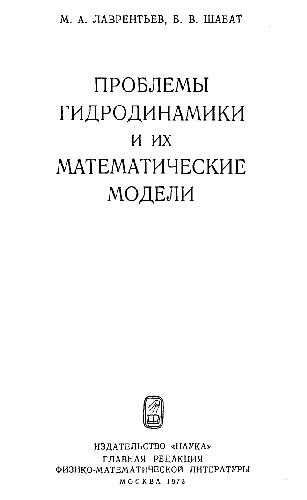 М. А. ЛАВРЕНТЬЕВ, Б. В. ШАБАТ
ПРОБЛЕМЫ
ГИДРОДИНАМИКИ
И ИХ
МАТЕМАТИЧЕСКИЕ
МОДЕЛИ
ИЗДАТЕЛЬСТВО «НАУКА»
ГЛАВНАЯ РЕДАКЦИЯ
ФИЗИКО-МАТЕМАТИЧЕСКОЙ ЛИТЕРАТУРЫ
МОСКВА 1973